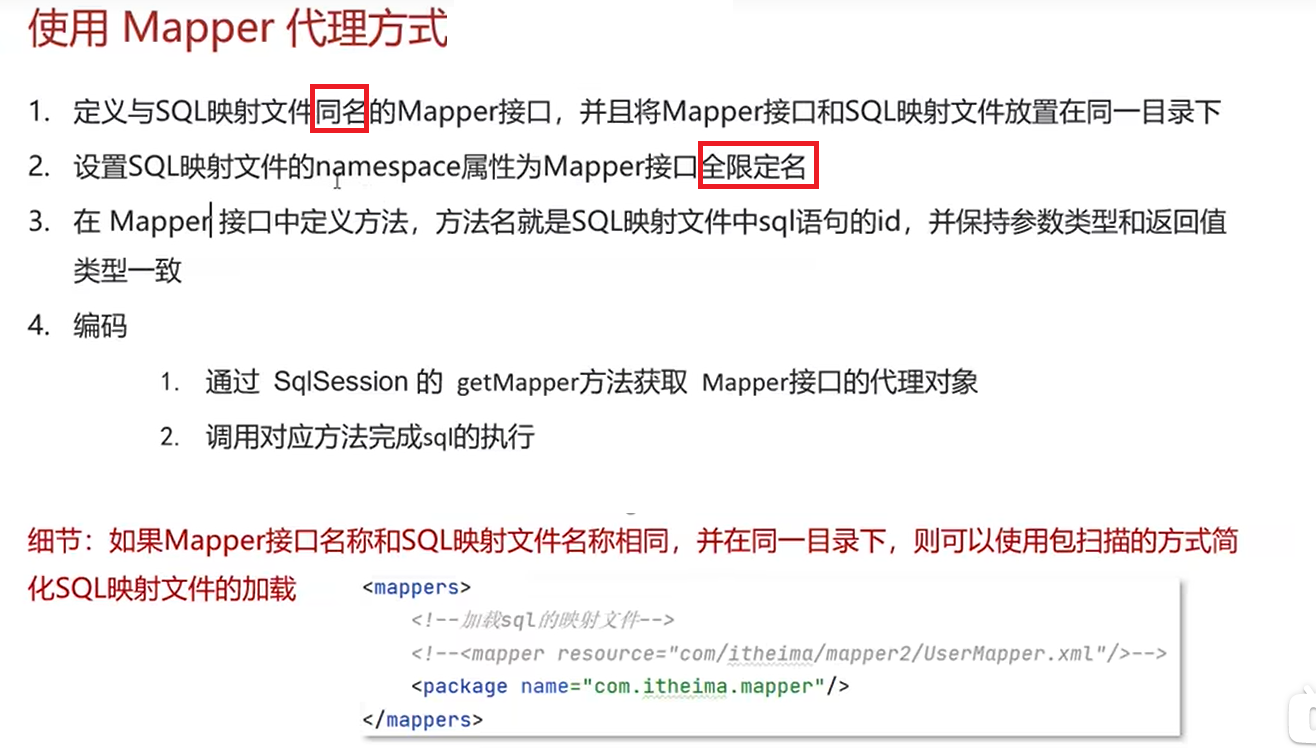 使用 Mapper 代理方式
1. 定义与SQL映射文件同名的Mapper接口，并且将Mapper接口和SQL映射文件放置在同一目录下
2. 设置SQL映射文件的namespace属性为Mapper接口全限定名
3. 在 Mapper 接口中定义方法，方法名就是SQL映射文件中sql语句的id，并保持参数类型和返回值
类型一致
4. 编码
1. 通过 SqlSession 的 getMapper方法获取 Mapper接口的代理对象
2. 调用对应方法完成sql的执行
细节：如果Mapper接口名称和SQL映射文件名称相同，并在同一目录下，则可以使用包扫描的方式简
化SQL映射文件的加载
<mappers>
<!--加载sql的映射文件-->
<!--<mapper resource="com/itheima/mapper2/UserMapper.xml"/>-->
<package name="com.itheima.mapper"/>
</mappers>